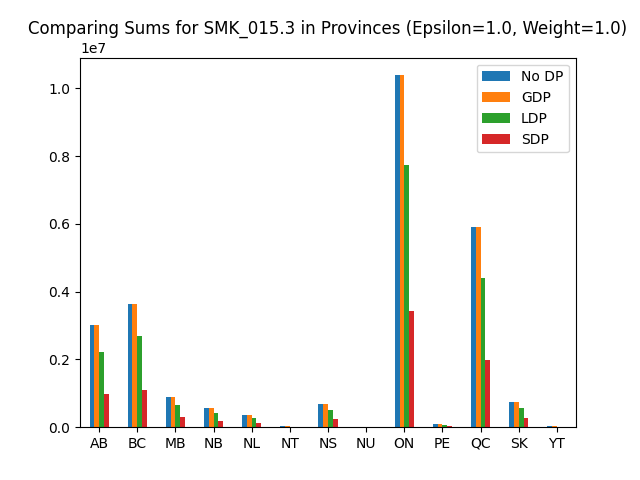 Comparing Sums for SMK_015.3 in Provinces (Epsilon=1.0, Weight=1.0)
1e7
No DP
GDP
LDP
SDP
1.0
0.8
0.6
0.4
0.2
0.0
AB BC MB NB NL NT NS NU ON PE QC SK YT